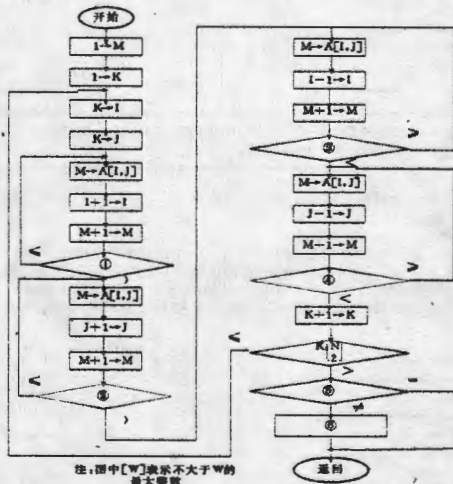 开始
1→M
1→K
K→I
K→J
M→A[I,J]
I+1→I
M+1→M
①
<
M→A[I,J]
J+1→J
M+1→M
②
<
M→A[I,J]
I-1→I
M+1→M
③
>
<
M→A[I,J]
J-1→J
M+1→M
④
>
<
K+1→K
<
>
⑤
≠
⑥
返回
注:图中[W]表示不大于W的
最大整数